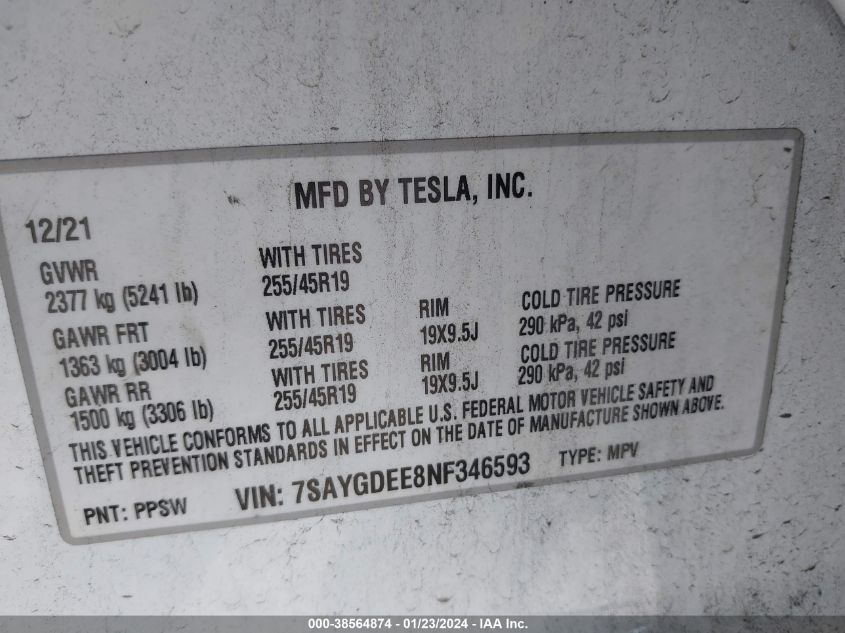 MFD BY TESLA, INC.
12/21
GVWR
2377 kg (5241 lb)
WITH TIRES
255/45R19
GAWR FRT
1363 kg (3004 lb)
WITH TIRES
255/45R19
RIM
19X9.5J
COLD TIRE PRESSURE
290 kPa, 42 psi
GAWR RR
1500 kg (3306 lb)
WITH TIRES
255/45R19
RIM
19X9.5J
COLD TIRE PRESSURE
290 kPa, 42 psi
THIS VEHICLE CONFORMS TO ALL APPLICABLE U.S. FEDERAL MOTOR VEHICLE SAFETY AND
THEFT PREVENTION STANDARDS IN EFFECT ON THE DATE OF MANUFACTURE SHOWN ABOVE.
PNT: PPSW VIN: 7SAYGDEE8NF346593 TYPE: MPV
000-38564874 / 01/23/2024 - IAA Inc.